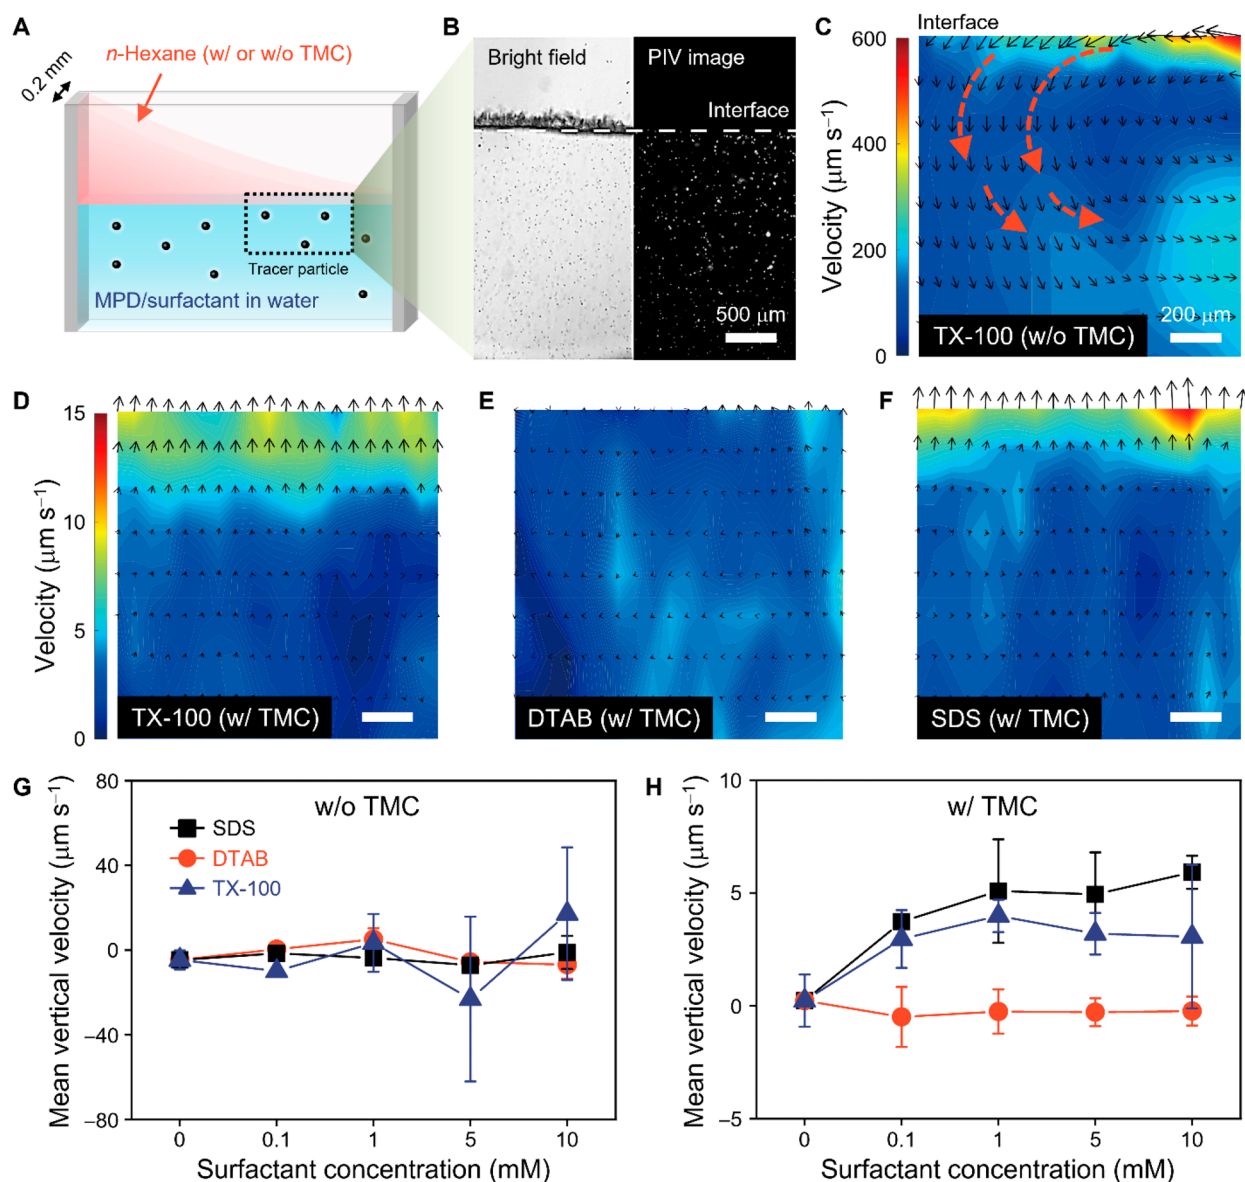 A
n-Hexane (w/ or w/o TMC)
0.2 mm
Tracer particle
MPD/surfactant in water
B
Bright field
PIV image
Interface
500 μm
C
Interface
600
400
200
0
Velocity (μm s⁻¹)
200 μm
TX-100 (w/o TMC)
D
15
10
5
0
Velocity (μm s⁻¹)
TX-100 (w/ TMC)
E
DTAB (w/ TMC)
F
SDS (w/ TMC)
G
w/o TMC
SDS
DTAB
TX-100
80
40
0
−40
−80
Mean vertical velocity (μm s⁻¹)
0 0.1 1 5 10
Surfactant concentration (mM)
H
w/ TMC
10
5
0
−5
Mean vertical velocity (μm s⁻¹)
0 0.1 1 5 10
Surfactant concentration (mM)